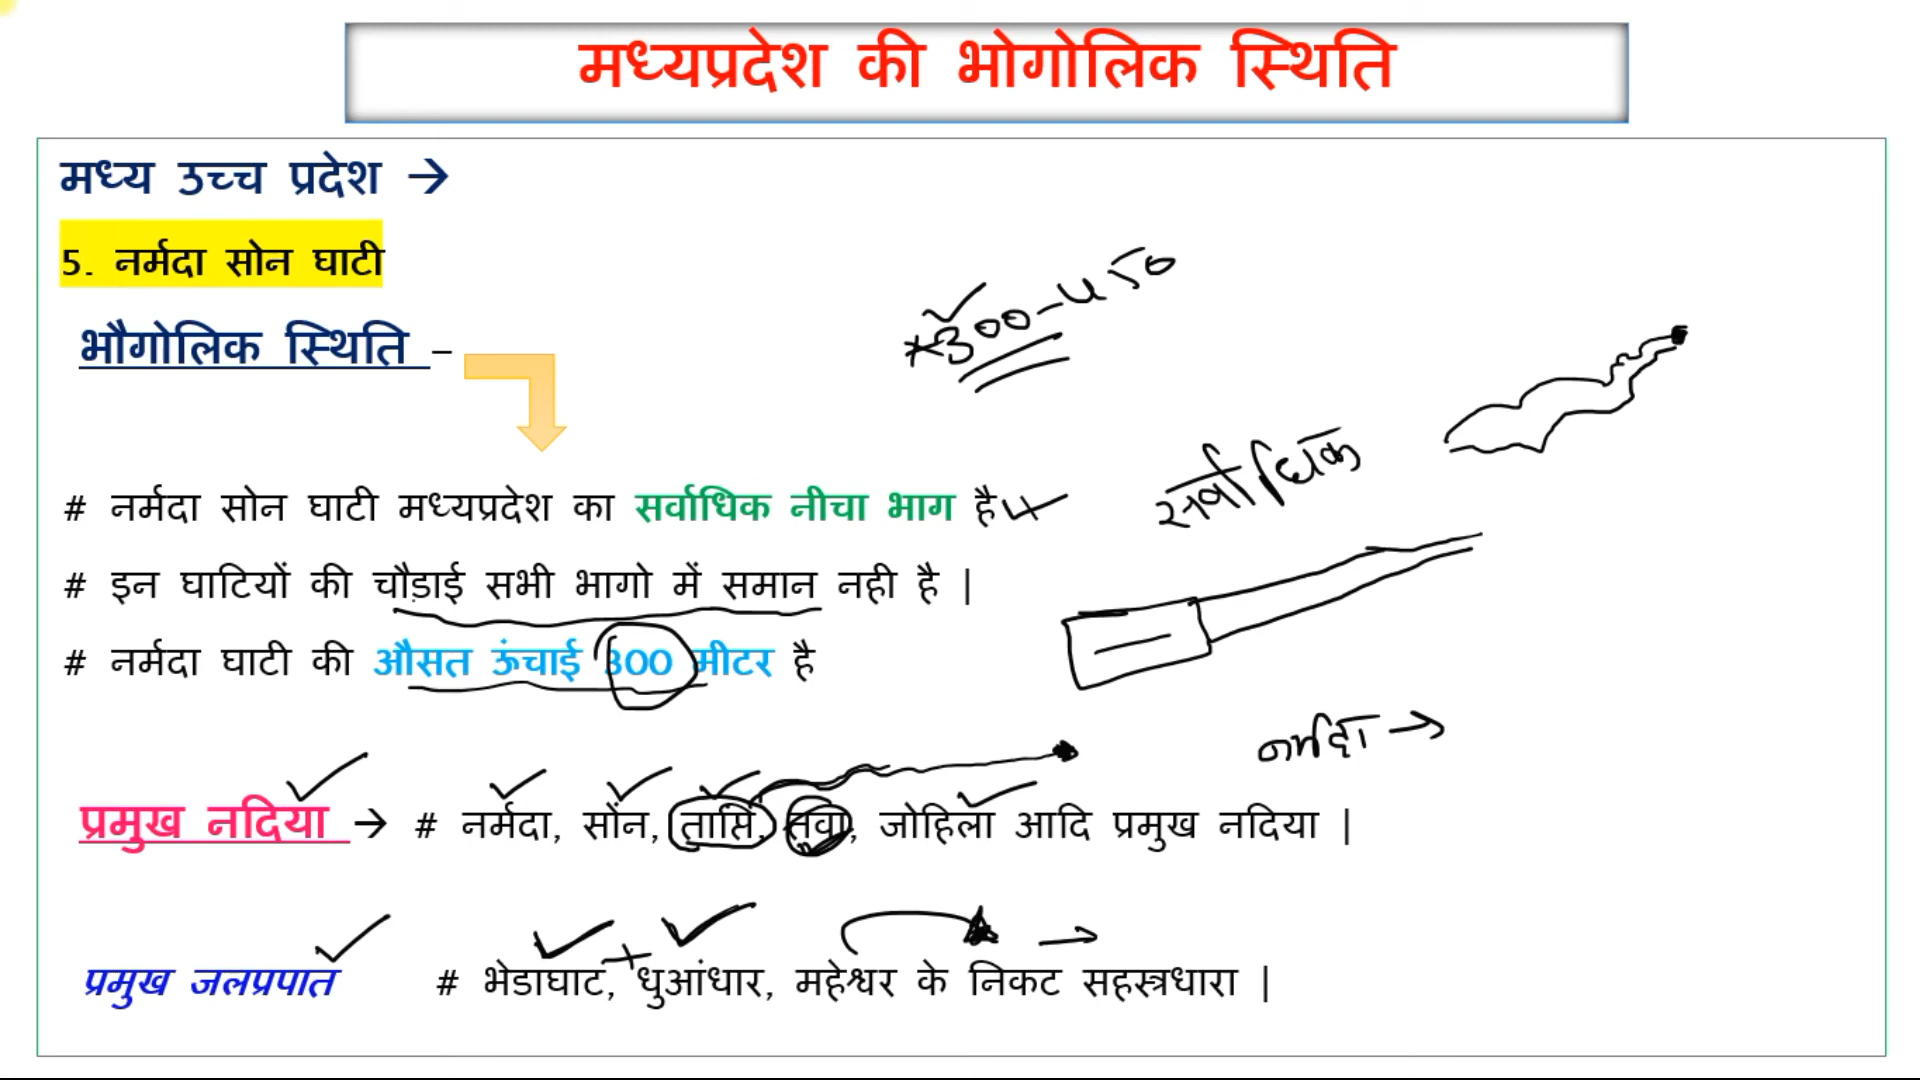 मध्यप्रदेश की भोगोलिक स्थिति
मध्य उच्च प्रदेश →
5. नर्मदा सोन घाटी
भौगोलिक स्थिति –
300-450
# नर्मदा सोन घाटी मध्यप्रदेश का सर्वाधिक नीचा भाग है
सर्वाधिक
# इन घाटियों की चौड़ाई सभी भागो में समान नही है |
# नर्मदा घाटी की औसत ऊंचाई 300 मीटर है
नर्मदा →
प्रमुख नदिया → # नर्मदा, सोन, ताप्ति, तवा, जोहिला आदि प्रमुख नदिया |
प्रमुख जलप्रपात # भेडाघाट, धुआंधार, महेश्वर के निकट सहस्त्रधारा |